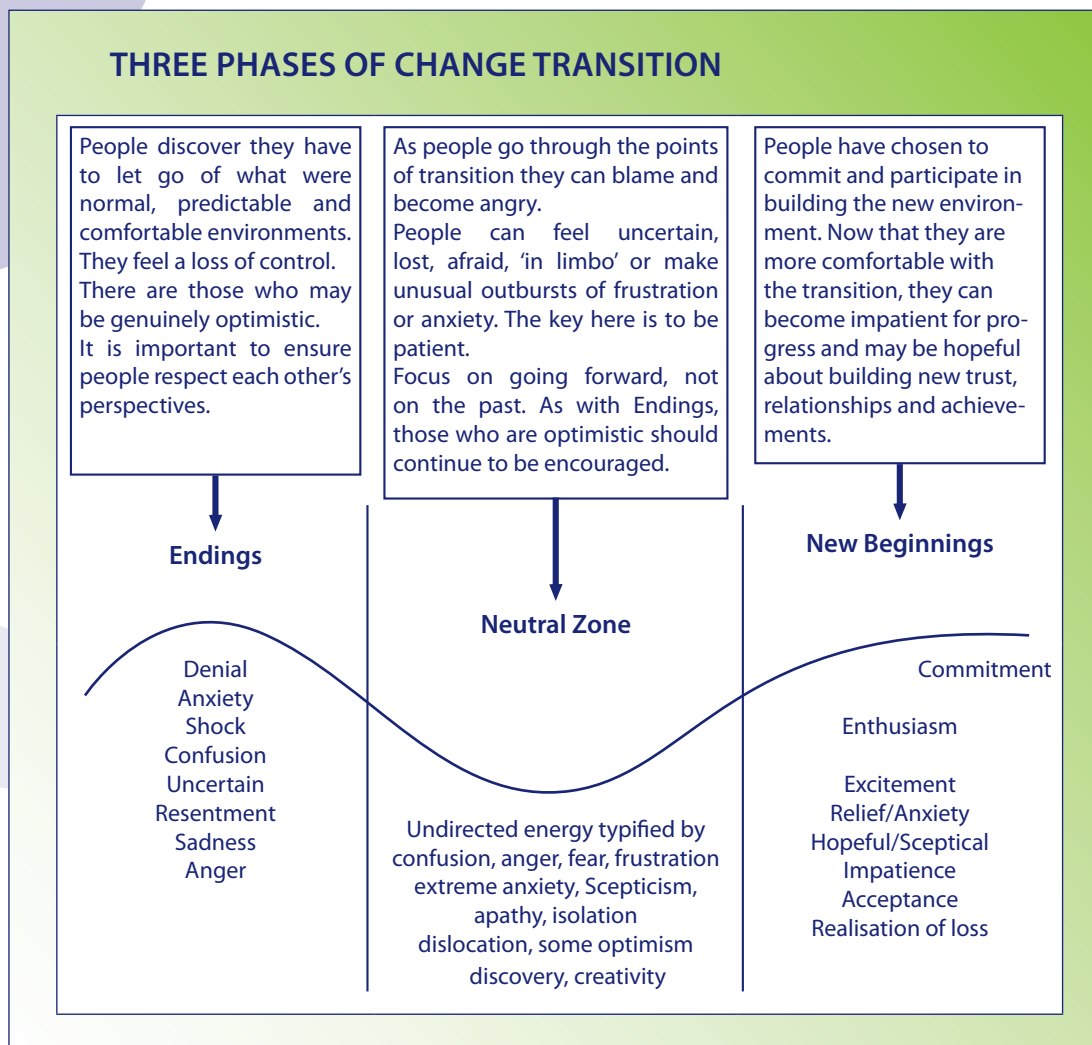 THREE PHASES OF CHANGE TRANSITION
People discover they have
to let go of what were
normal, predictable and
comfortable environments.
They feel a loss of control.
There are those who may
be genuinely optimistic.
It is important to ensure
people respect each other’s
perspectives.
As people go through the points
of transition they can blame and
become angry.
People can feel uncertain,
lost, afraid, ‘in limbo’ or make
unusual outbursts of frustration
or anxiety. The key here is to be
patient.
Focus on going forward, not
on the past. As with Endings,
those who are optimistic should
continue to be encouraged.
People have chosen to
commit and participate in
building the new environ-
ment. Now that they are
more comfortable with
the transition, they can
become impatient for pro-
gress and may be hopeful
about building new trust,
relationships and achieve-
ments.
Endings
Neutral Zone
New Beginnings
Denial
Anxiety
Shock
Confusion
Uncertain
Resentment
Sadness
Anger
Undirected energy typified by
confusion, anger, fear, frustration
extreme anxiety, Scepticism,
apathy, isolation
dislocation, some optimism
discovery, creativity
Commitment
Enthusiasm
Excitement
Relief/Anxiety
Hopeful/Sceptical
Impatience
Acceptance
Realisation of loss